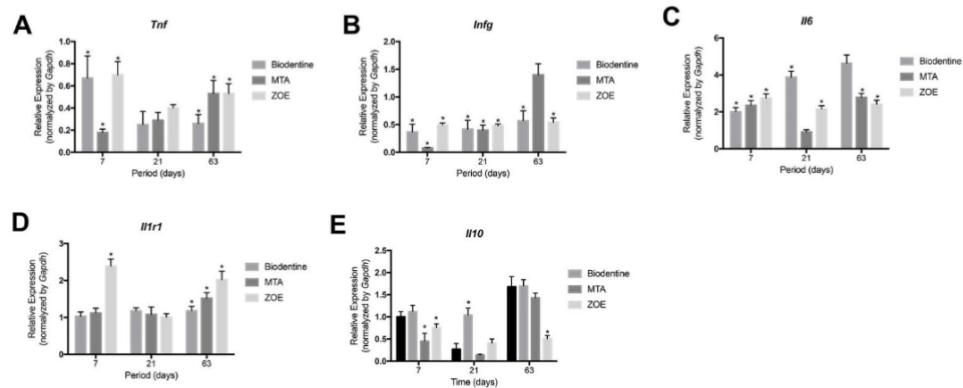 A
Tnf
Relative Expression
(normalized by Gapdh)
1.0
0.8
0.6
0.4
0.2
0.0
* * * * * *
7 21 63
Period (days)
Biodentine
MTA
ZOE
B
Infg
Relative Expression
(normalized by Gapdh)
2.0
1.5
1.0
0.5
0.0
* * * * * * * *
7 21 63
Period (days)
Biodentine
MTA
ZOE
C
Il6
Relative Expression
(normalized by Gapdh)
6
4
2
0
* * * * * * *
7 21 63
Period (days)
Biodentine
MTA
ZOE
D
Il1r1
Relative Expression
(normalized by Gapdh)
3
2
1
0
* * * *
7 21 63
Period (days)
Biodentine
MTA
ZOE
E
Il10
Relative Expression
(normalized by Gapdh)
2.5
2.0
1.5
1.0
0.5
0.0
* * * *
7 21 63
Time (days)
Biodentine
MTA
ZOE